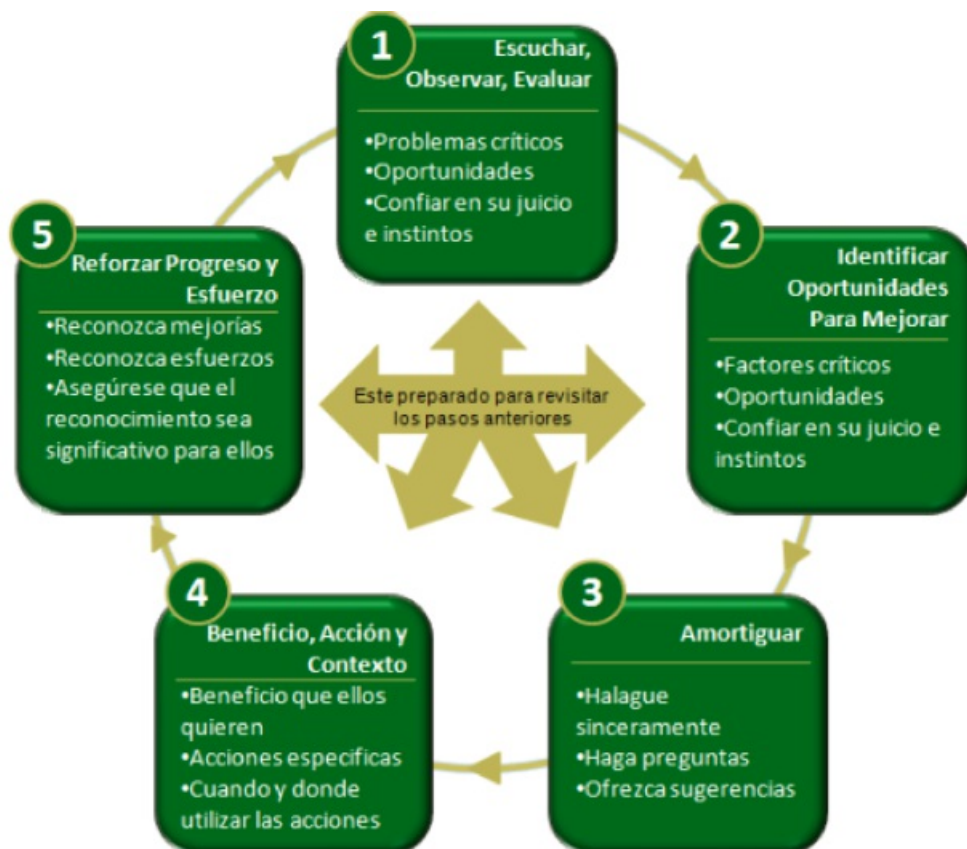 1
Escuchar,
Observar, Evaluar
•Problemas críticos
•Oportunidades
•Confiar en su juicio
e instintos
2
Identificar
Oportunidades
Para Mejorar
•Factores críticos
•Oportunidades
•Confiar en su juicio e
instintos
3
Amortiguar
•Halague
sinceramente
•Haga preguntas
•Ofrezca sugerencias
4
Beneficio, Acción y
Contexto
•Beneficio que ellos
quieren
•Acciones especificas
•Cuando y donde
utilizar las acciones
5
Reforzar Progreso y
Esfuerzo
•Reconozca mejorías
•Reconozca esfuerzos
•Asegúrese que el
reconocimiento sea
significativo para ellos
Este preparado para revisitar
los pasos anteriores